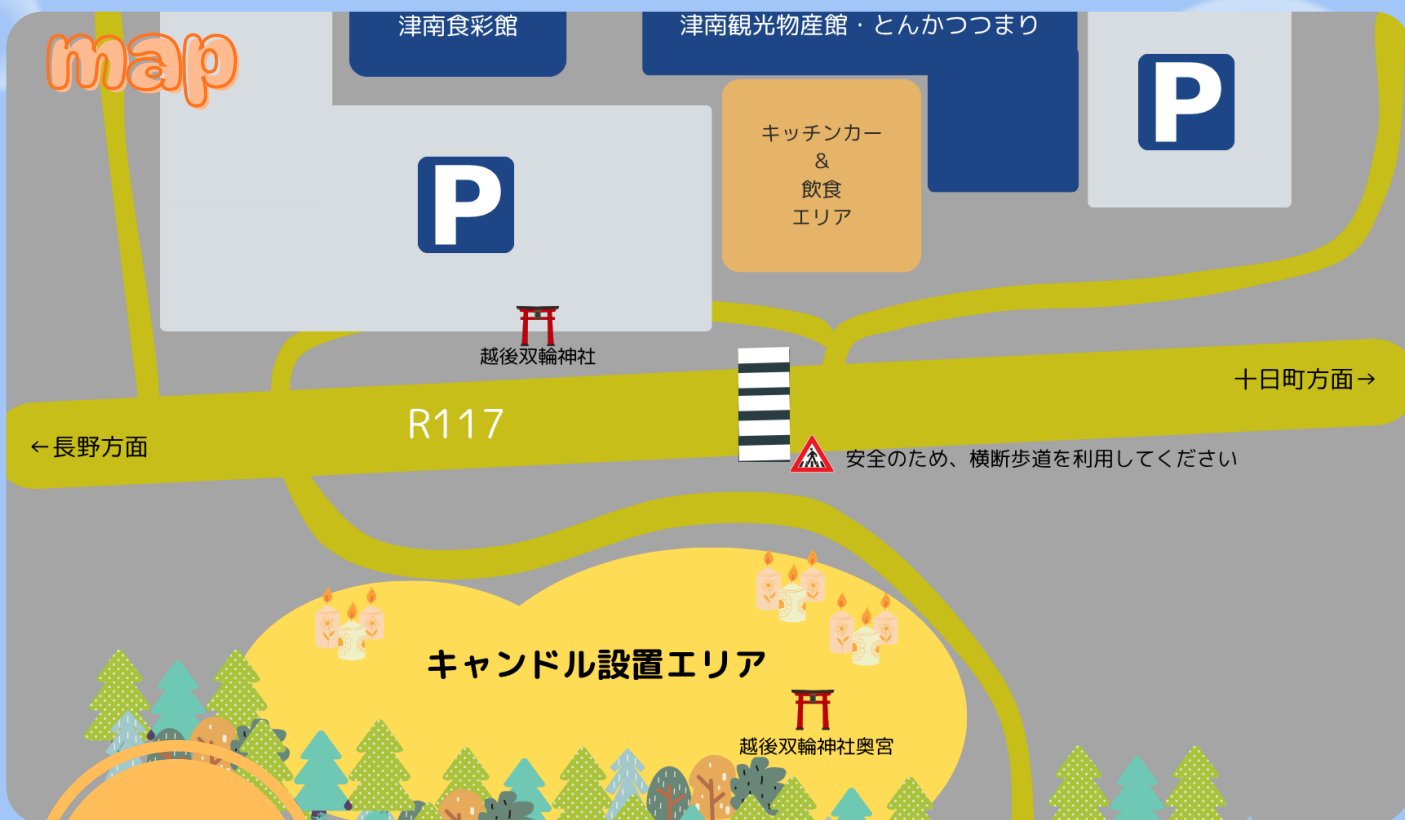 map
津南食彩館
津南観光物産館・とんかつつまり
P
P
キッチンカー
&
飲食
エリア
越後双輪神社
R117
十日町方面→
←長野方面
安全のため、横断歩道を利用してください
キャンドル設置エリア
越後双輪神社奥宮